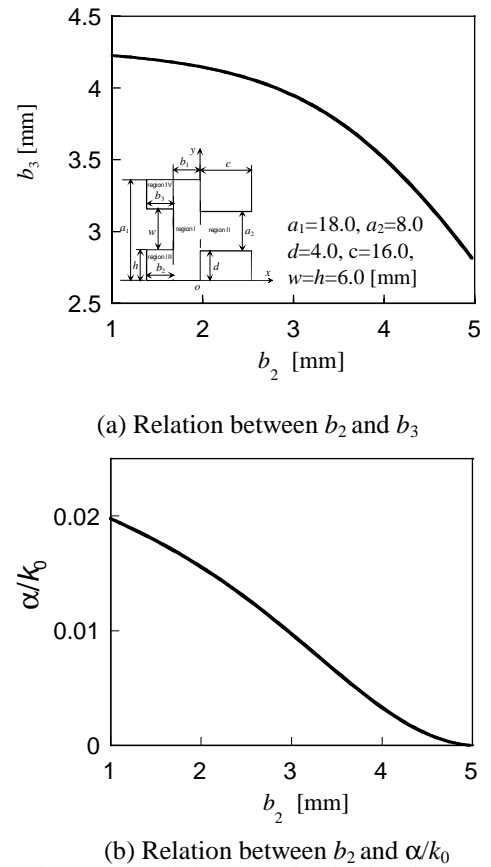 4.5
4
3.5
3
2.5
b₃ [mm]
y
b₁
c
region IV
b₃
a₁
w
region I
region II
a₂
h
region III
b₂
d
o
x
a₁=18.0, a₂=8.0
d=4.0, c=16.0,
w=h=6.0 [mm]
1 2 3 4 5
b₂ [mm]
(a) Relation between b₂ and b₃
0.02
0.01
0
α/k₀
1 2 3 4 5
b₂ [mm]
(b) Relation between b₂ and α/k₀